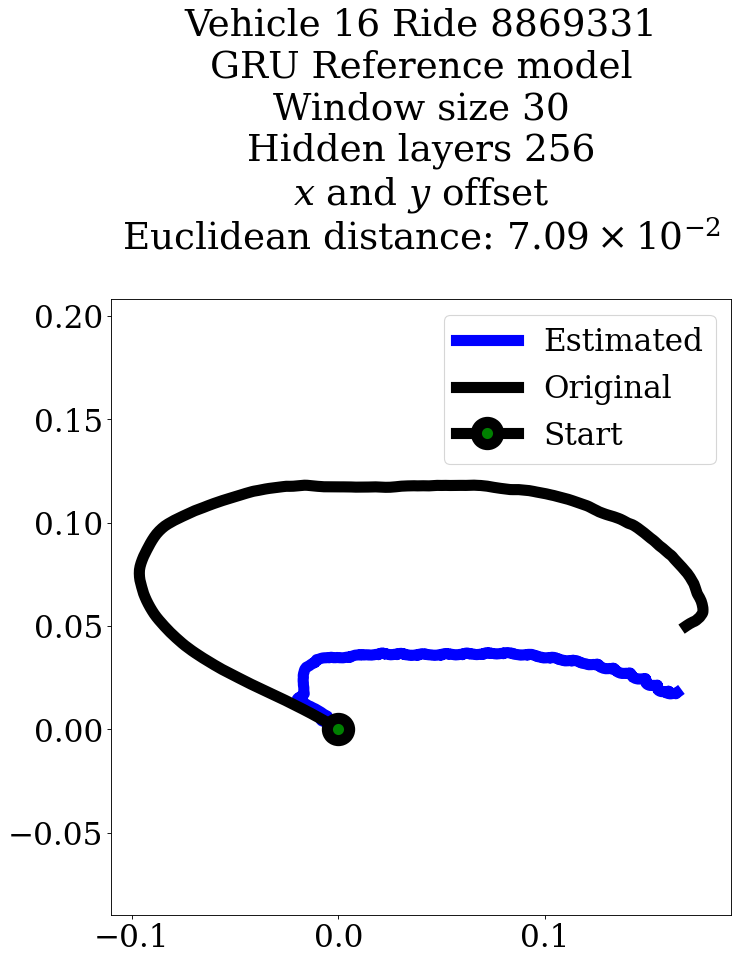 Vehicle 16 Ride 8869331
GRU Reference model
Window size 30
Hidden layers 256
x and y offset
Euclidean distance: 7.09 × 10⁻²
Estimated
Original
Start
0.20
0.15
0.10
0.05
0.00
−0.05
−0.1 0.0 0.1